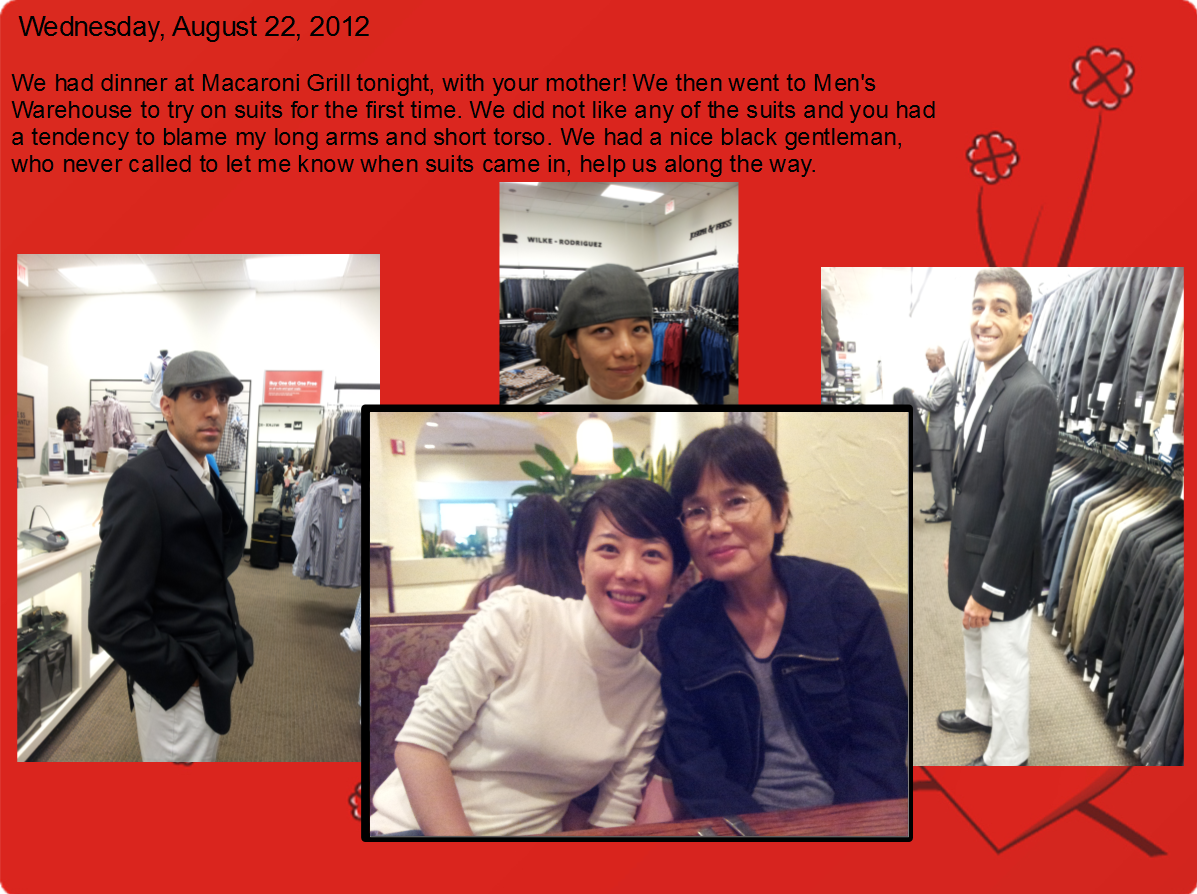 Wednesday, August 22, 2012
We had dinner at Macaroni Grill tonight, with your mother! We then went to Men's
Warehouse to try on suits for the first time. We did not like any of the suits and you had
a tendency to blame my long arms and short torso. We had a nice black gentleman,
who never called to let me know when suits came in, help us along the way.
WILKE-RODRIGUEZ
JOSEPH & FEISS
Buy One Get One Free